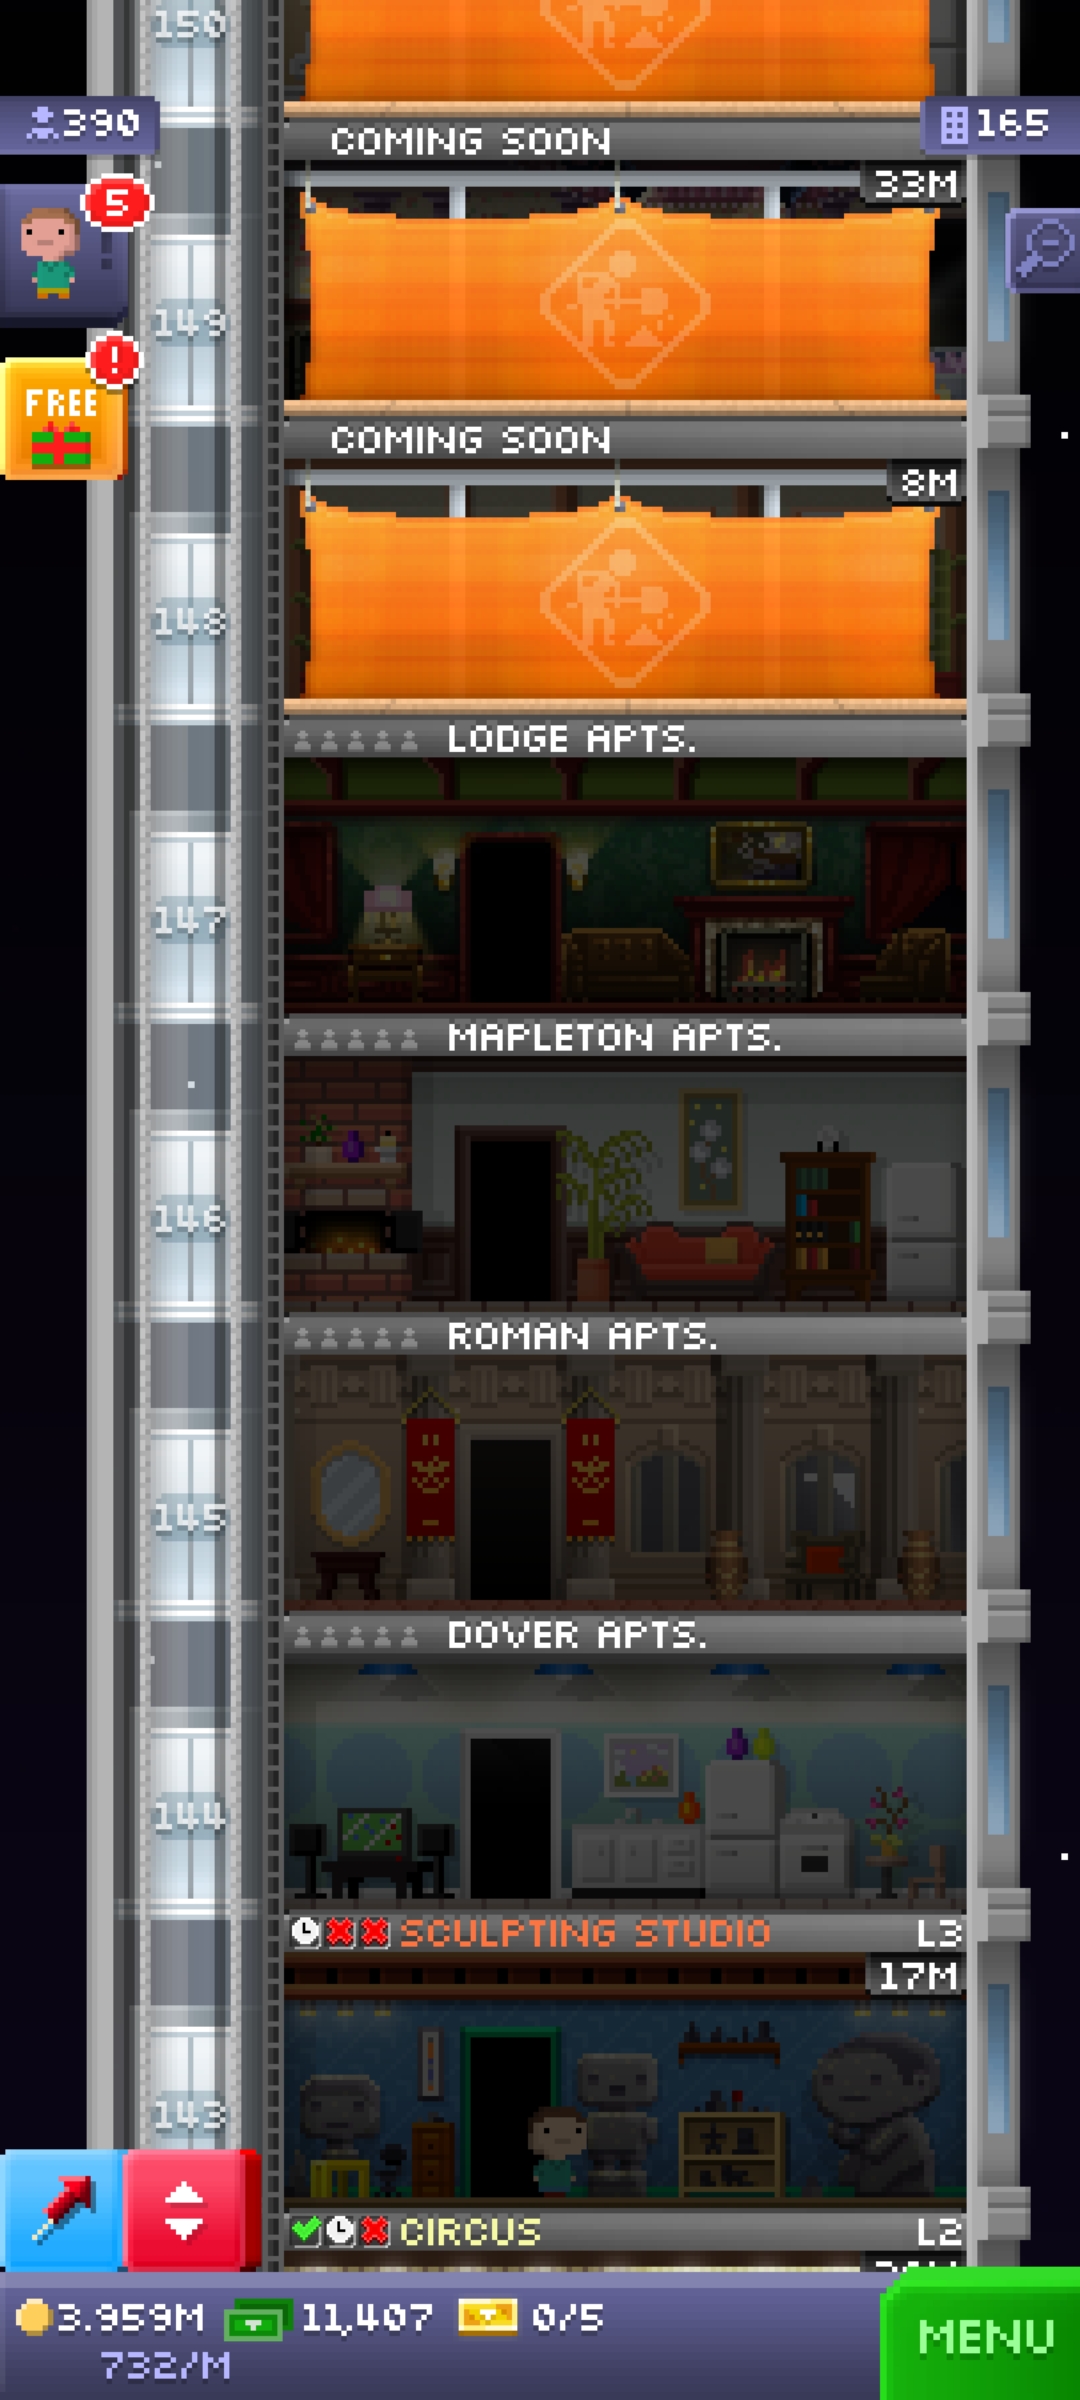 150
390
165
COMING SOON
33M
5
!
149
FREE
COMING SOON
8M
148
LODGE APTS.
147
MAPLETON APTS.
146
ROMAN APTS.
145
DOVER APTS.
144
SCULPTING STUDIO L3
17M
143
CIRCUS L2
3.959M 11,407 0/5
732/M
MENU